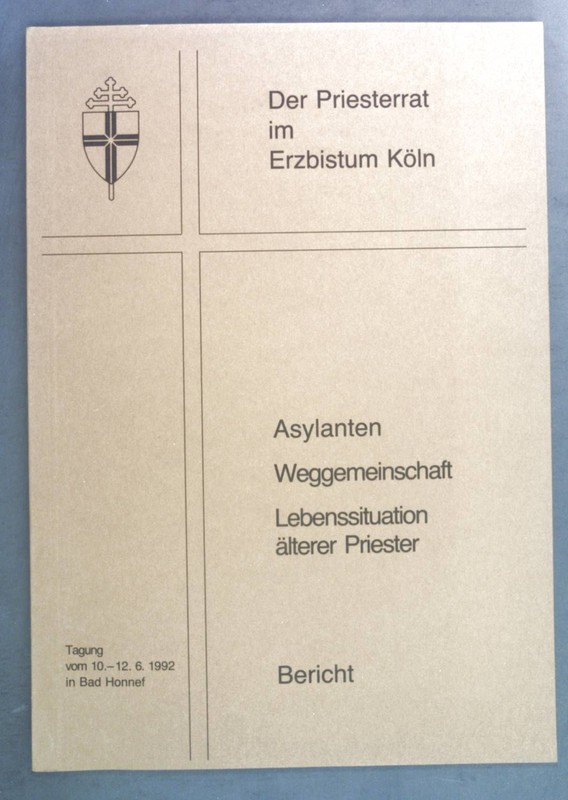 Der Priesterrat
im
Erzbistum Köln
Asylanten
Weggemeinschaft
Lebenssituation
älterer Priester
Tagung
vom 10.–12. 6. 1992
in Bad Honnef
Bericht